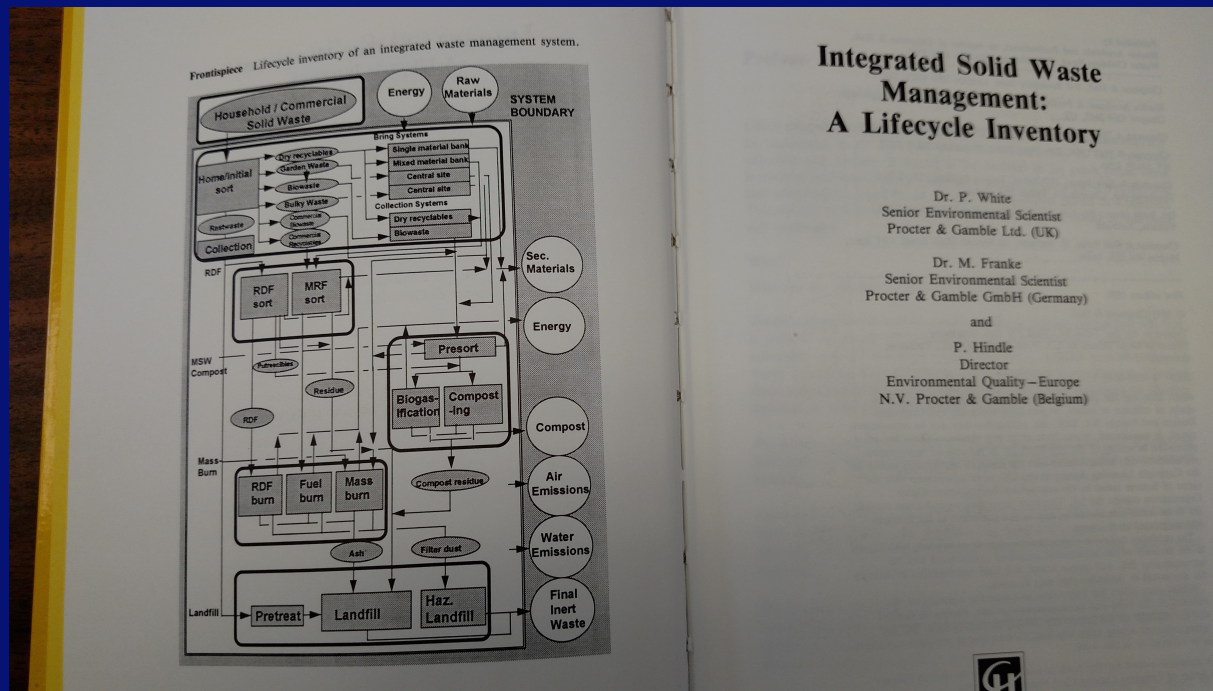 Frontispiece Lifecycle inventory of an integrated waste management system.
Household / Commercial
Solid Waste
Energy
Raw
Materials
SYSTEM
BOUNDARY
Bring Systems
Home/initial
sort
Dry recyclables
Garden Waste
Biowaste
Bulky Waste
Commercial
Biowaste
Commercial
Recyclables
Single material bank
Mixed material bank
Central site
Central site
Collection Systems
Dry recyclables
Biowaste
Restwaste
Collection
RDF
RDF
sort
MRF
sort
Sec.
Materials
Energy
MSW
Compost
Putrescibles
Residue
RDF
Presort
Biogas-
ification
Compost
-ing
Compost
Mass-
Burn
RDF
burn
Fuel
burn
Mass
burn
Compost residue
Air
Emissions
Ash
Filter dust
Water
Emissions
Landfill
Pretreat
Landfill
Haz.
Landfill
Final
Inert
Waste
Integrated Solid Waste
Management:
A Lifecycle Inventory
Dr. P. White
Senior Environmental Scientist
Procter & Gamble Ltd. (UK)
Dr. M. Franke
Senior Environmental Scientist
Procter & Gamble GmbH (Germany)
and
P. Hindle
Director
Environmental Quality–Europe
N.V. Procter & Gamble (Belgium)